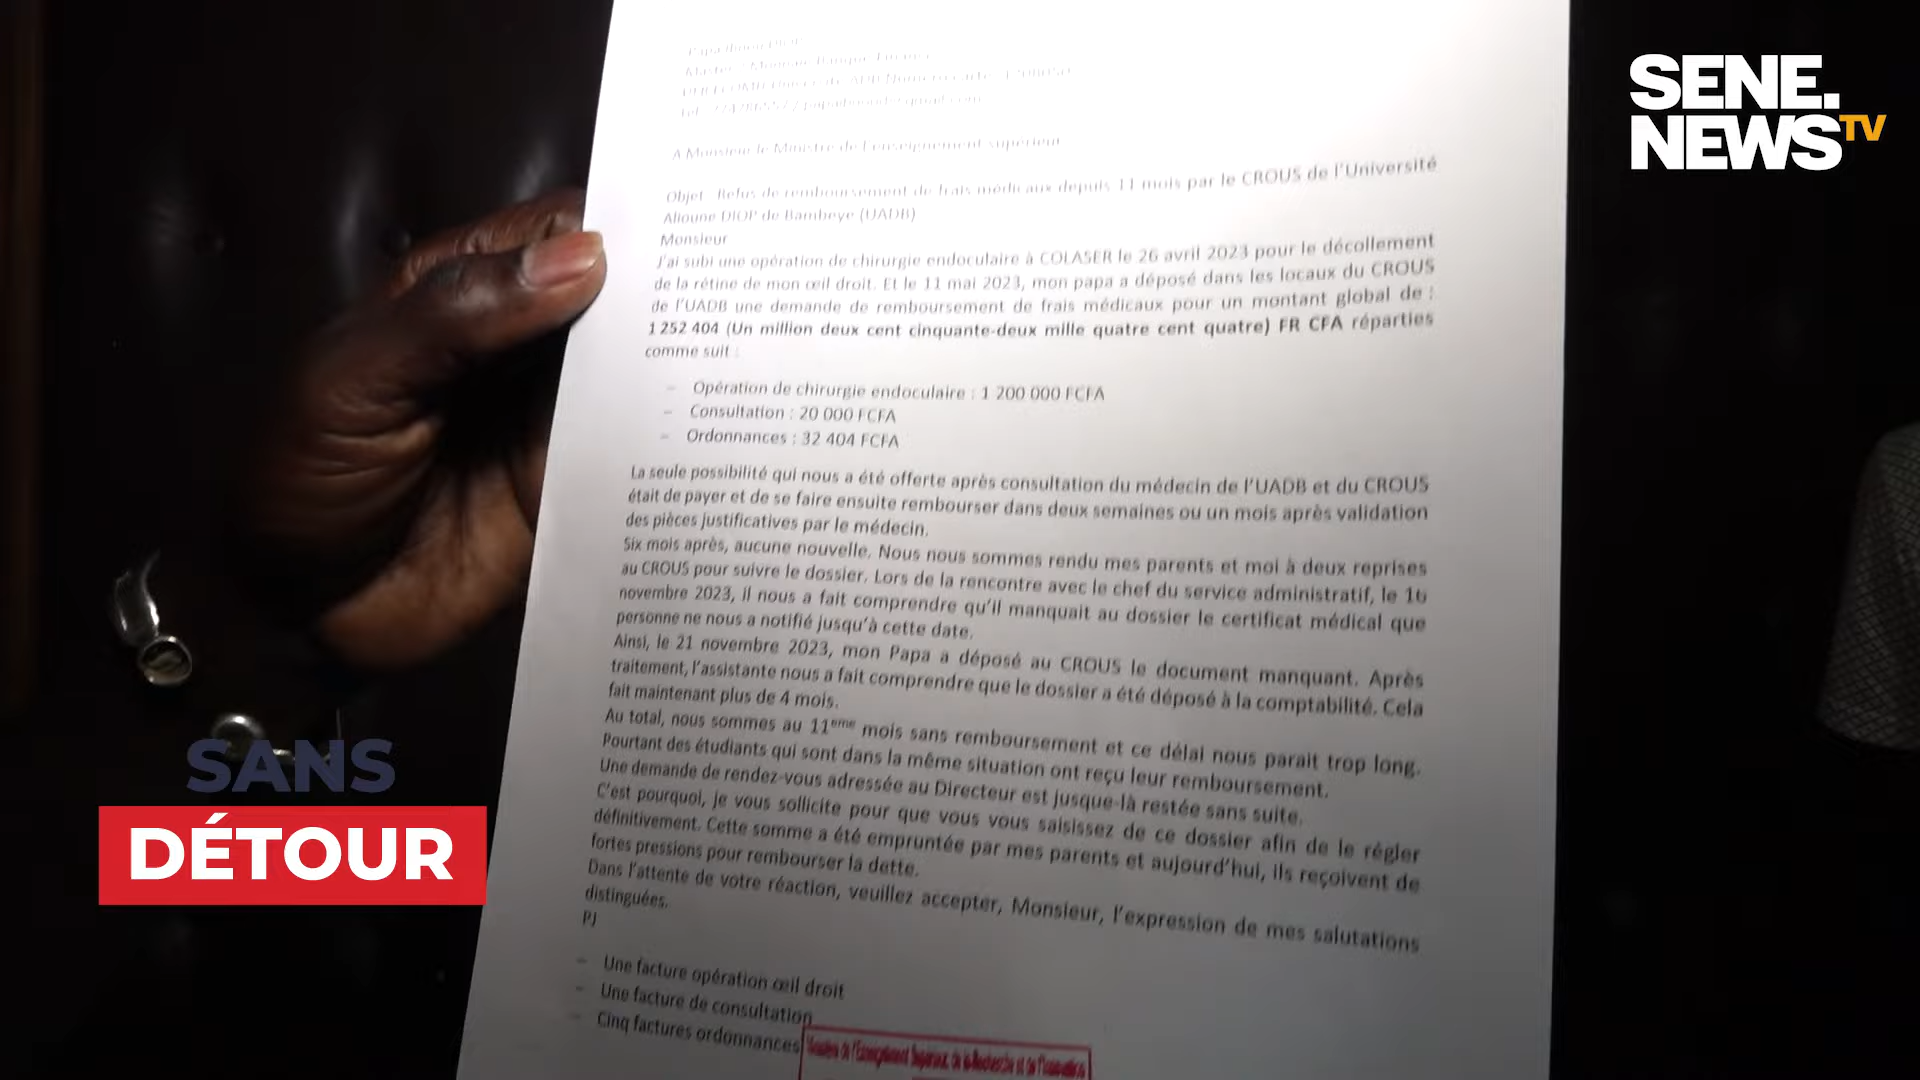 SENE.
NEWS TV
A Monsieur le Ministre de l'enseignement supérieur
Objet : Refus de remboursement de frais médicaux depuis 11 mois par le CROUS de l'Université
Alioune DIOP de Bambeye (UADB)
Monsieur
J'ai subi une opération de chirurgie endoculaire à COLASER le 26 avril 2023 pour le décollement
de la rétine de mon œil droit. Et le 11 mai 2023, mon papa a déposé dans les locaux du CROUS
de l'UADB une demande de remboursement de frais médicaux pour un montant global de :
1 252 404 (Un million deux cent cinquante-deux mille quatre cent quatre) FR CFA réparties
comme suit :
– Opération de chirurgie endoculaire : 1 200 000 FCFA
– Consultation : 20 000 FCFA
– Ordonnances : 32 404 FCFA
La seule possibilité qui nous a été offerte après consultation du médecin de l'UADB et du CROUS
était de payer et de se faire ensuite rembourser dans deux semaines ou un mois après validation
des pièces justificatives par le médecin.
Six mois après, aucune nouvelle. Nous nous sommes rendu mes parents et moi à deux reprises
au CROUS pour suivre le dossier. Lors de la rencontre avec le chef du service administratif, le 16
novembre 2023, il nous a fait comprendre qu'il manquait au dossier le certificat médical que
personne ne nous a notifié jusqu'à cette date.
Ainsi, le 21 novembre 2023, mon Papa a déposé au CROUS le document manquant. Après
traitement, l'assistante nous a fait comprendre que le dossier a été déposé à la comptabilité. Cela
fait maintenant plus de 4 mois.
Au total, nous sommes au 11ème mois sans remboursement et ce délai nous parait trop long.
Pourtant des étudiants qui sont dans la même situation ont reçu leur remboursement.
Une demande de rendez-vous adressée au Directeur est jusque-là restée sans suite.
C'est pourquoi, je vous sollicite pour que vous vous saisissez de ce dossier afin de le régler
définitivement. Cette somme a été empruntée par mes parents et aujourd'hui, ils reçoivent de
fortes pressions pour rembourser la dette.
Dans l'attente de votre réaction, veuillez accepter, Monsieur, l'expression de mes salutations
distinguées.
PJ
– Une facture opération œil droit
– Une facture de consultation
– Cinq factures ordonnances
Ministère de l'Enseignement Supérieur, de la Recherche et de l'Innovation
SANS
DÉTOUR